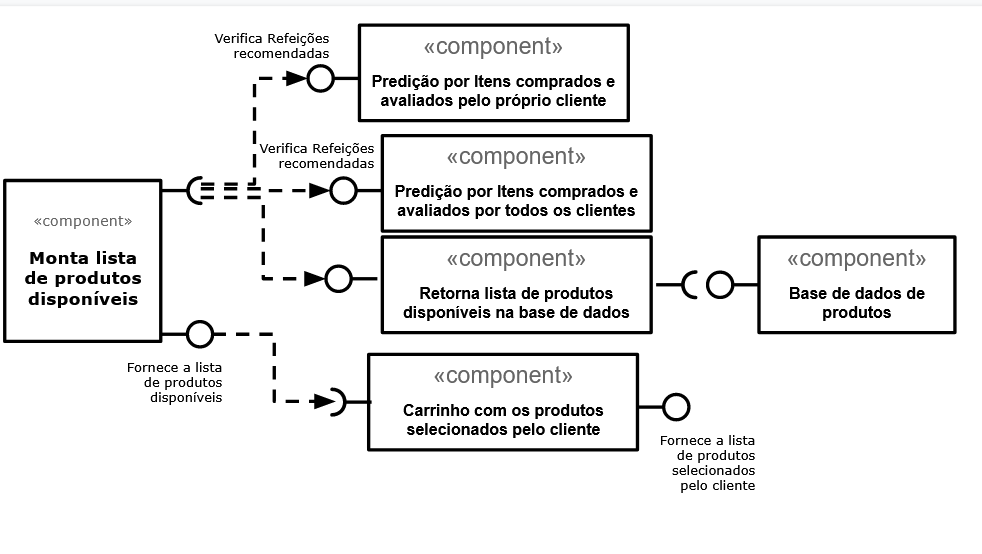 Verifica Refeições
recomendadas
«component»
Predição por Itens comprados e
avaliados pelo próprio cliente
Verifica Refeições
recomendadas
«component»
Predição por Itens comprados e
avaliados por todos os clientes
«component»
Monta lista
de produtos
disponíveis
«component»
Retorna lista de produtos
disponíveis na base de dados
«component»
Base de dados de
produtos
Fornece a lista
de produtos
disponíveis
«component»
Carrinho com os produtos
selecionados pelo cliente
Fornece a lista
de produtos
selecionados
pelo cliente